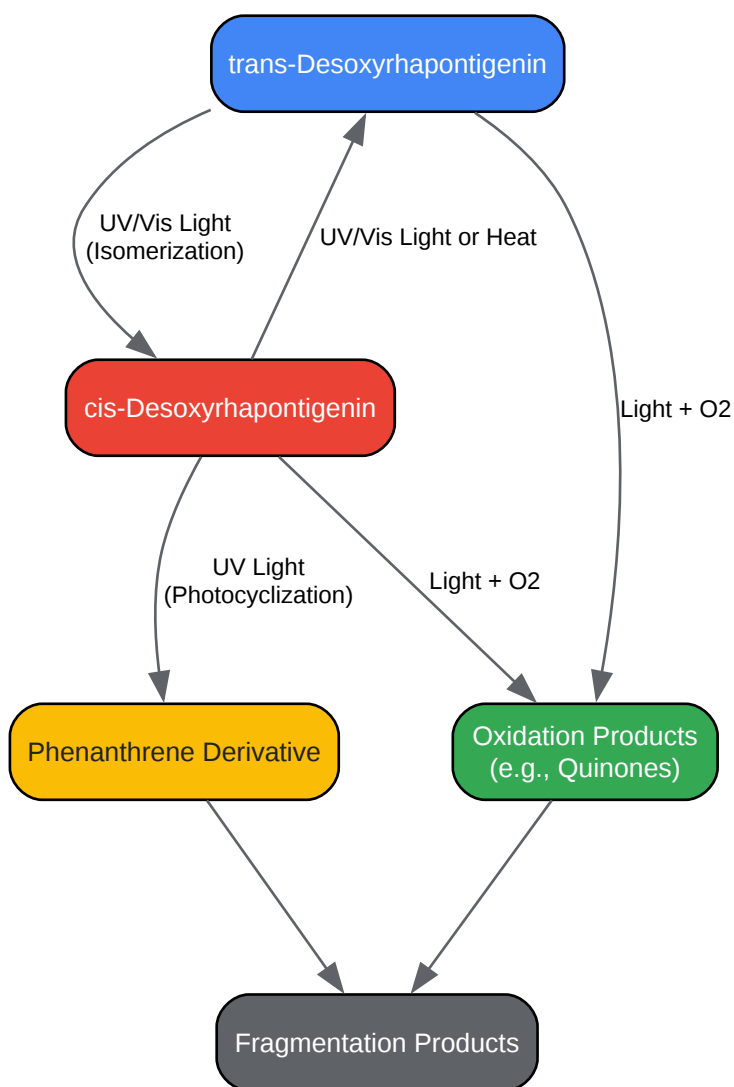 trans-Desoxyrhapontigenin
UV/Vis Light
(Isomerization)
UV/Vis Light or Heat
cis-Desoxyrhapontigenin
Light + O2
UV Light
(Photocyclization)
Light + O2
Phenanthrene Derivative
Oxidation Products
(e.g., Quinones)
Fragmentation Products